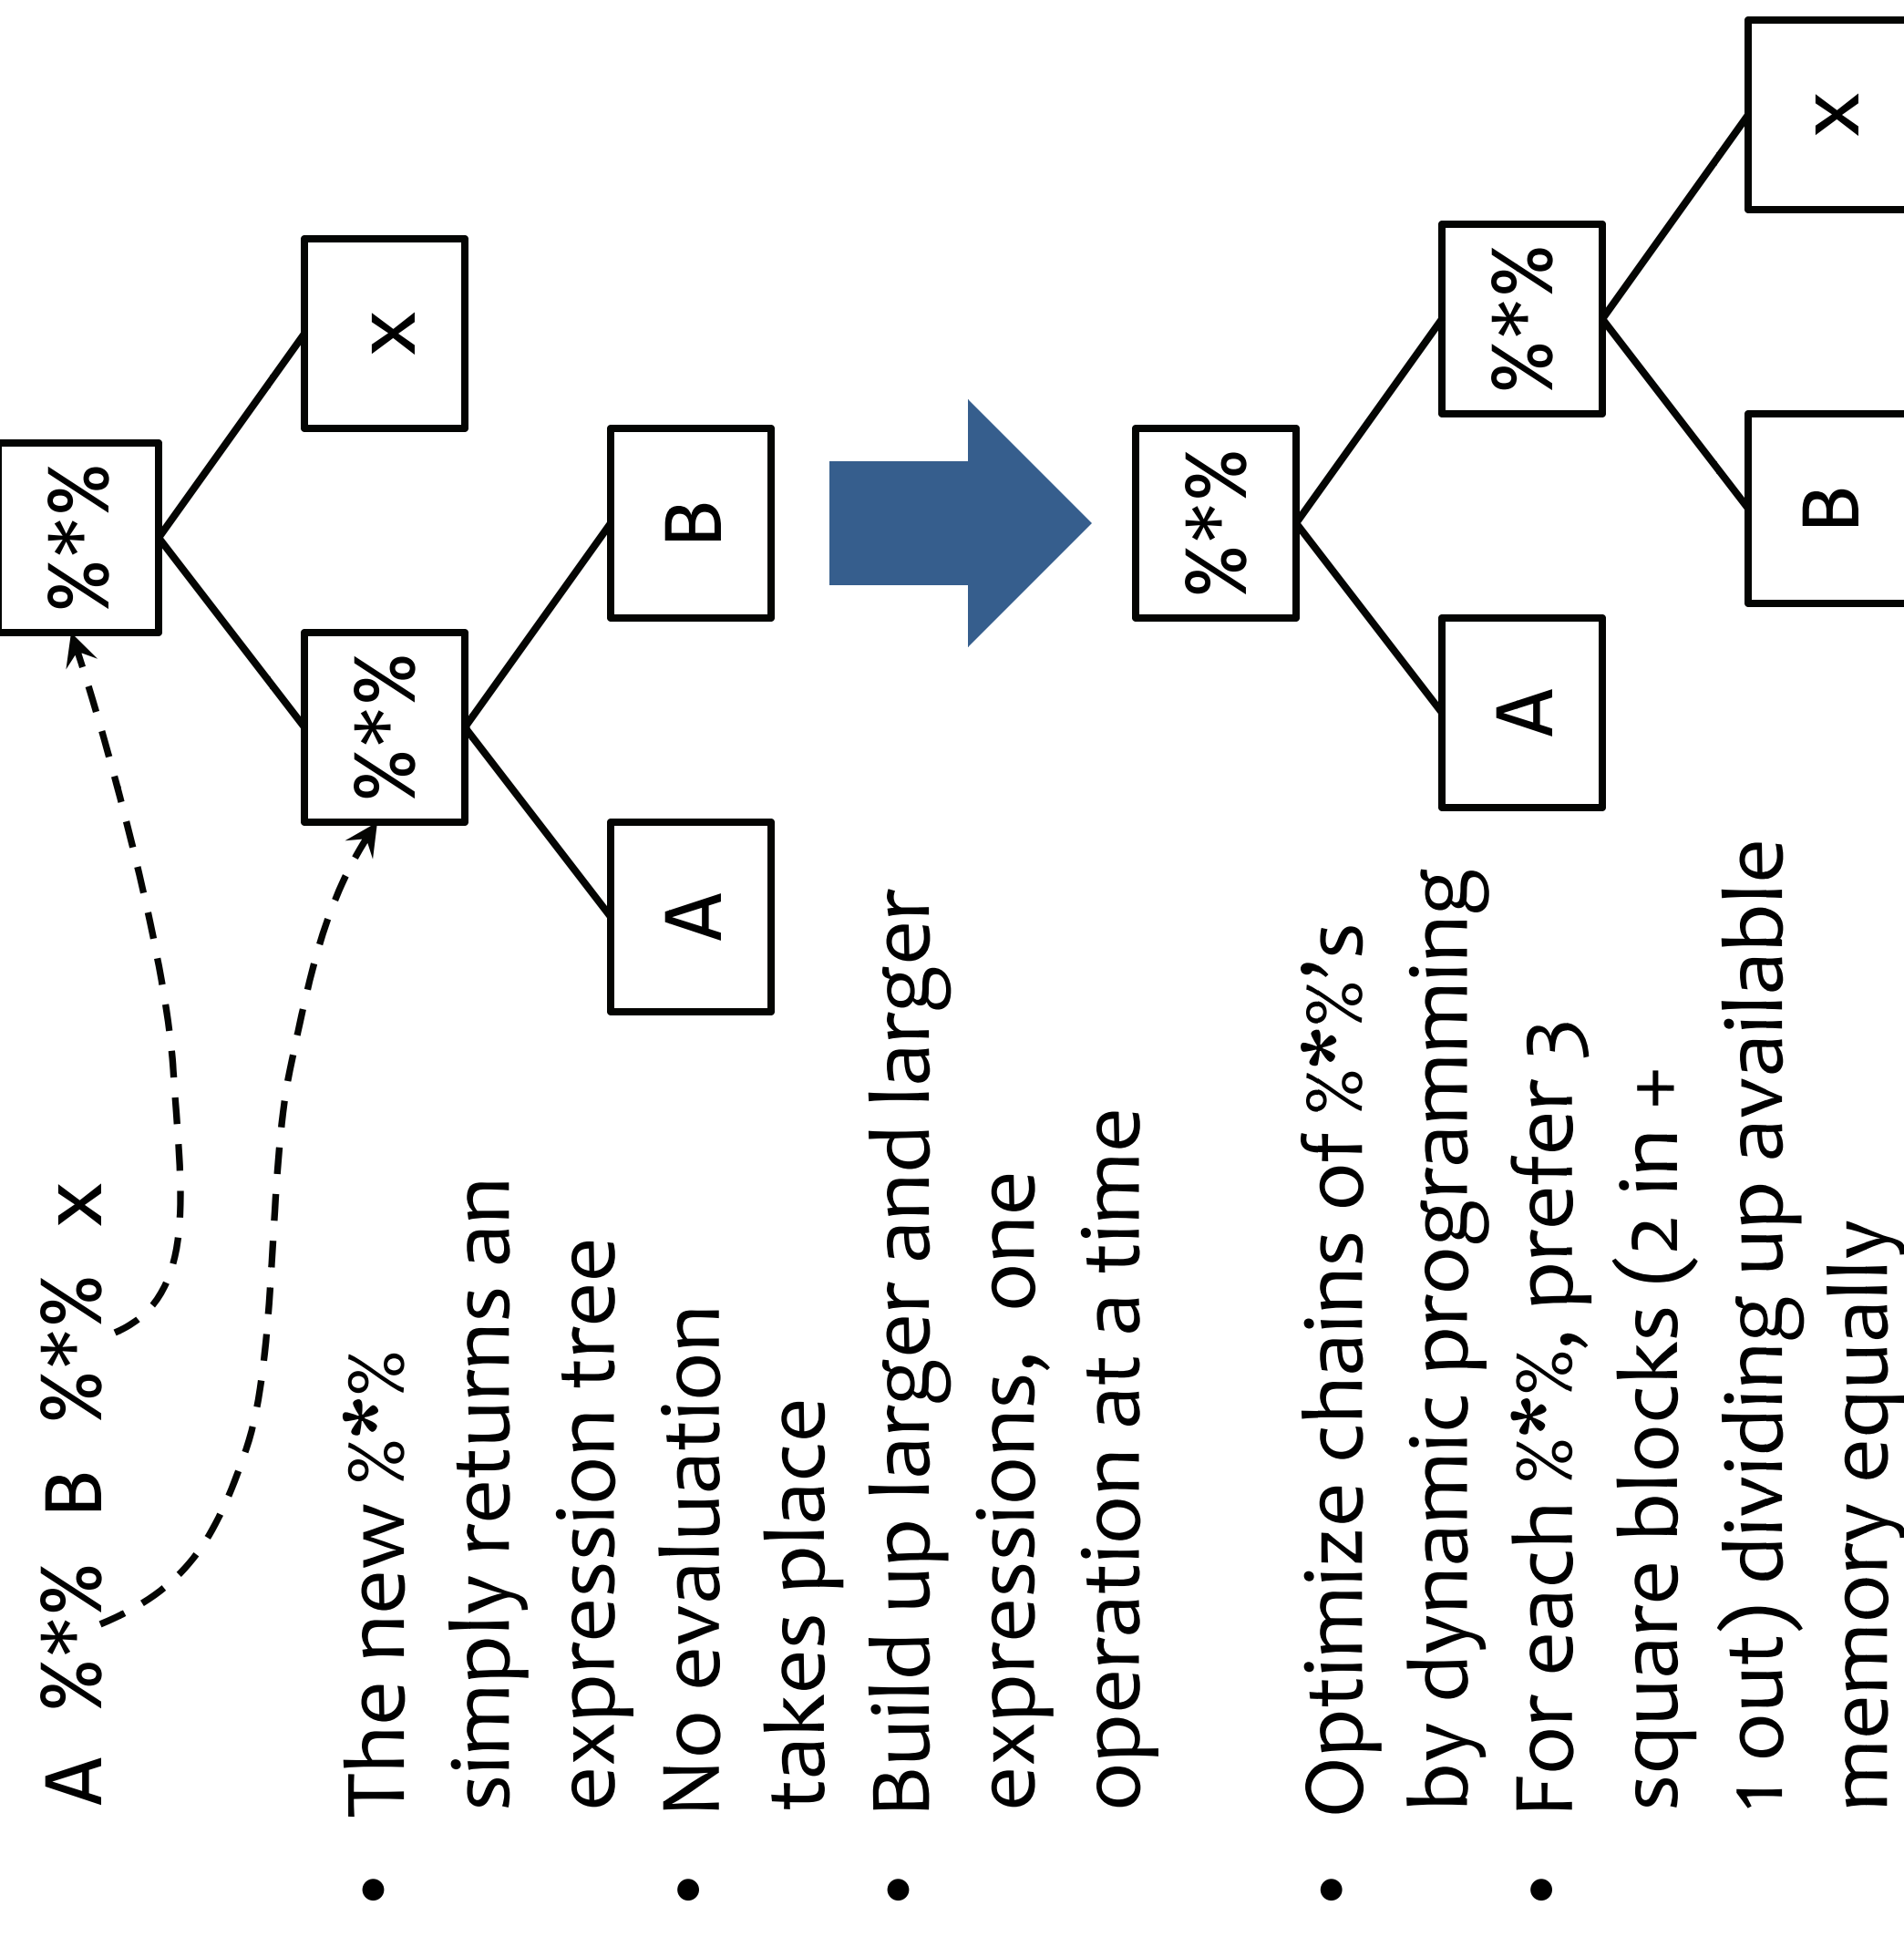 A %*% B %*% x
• The new %*%
simply returns an
expression tree
• No evaluation
takes place
• Build up larger and larger
expressions, one
operation at a time
• Optimize chains of %*%’s
by dynamic programming
• For each %*%, prefer 3
square blocks (2 in +
1 out) dividing up available
memory equally
%*%
%*%
x
A
B
%*%
A
%*%
B
x